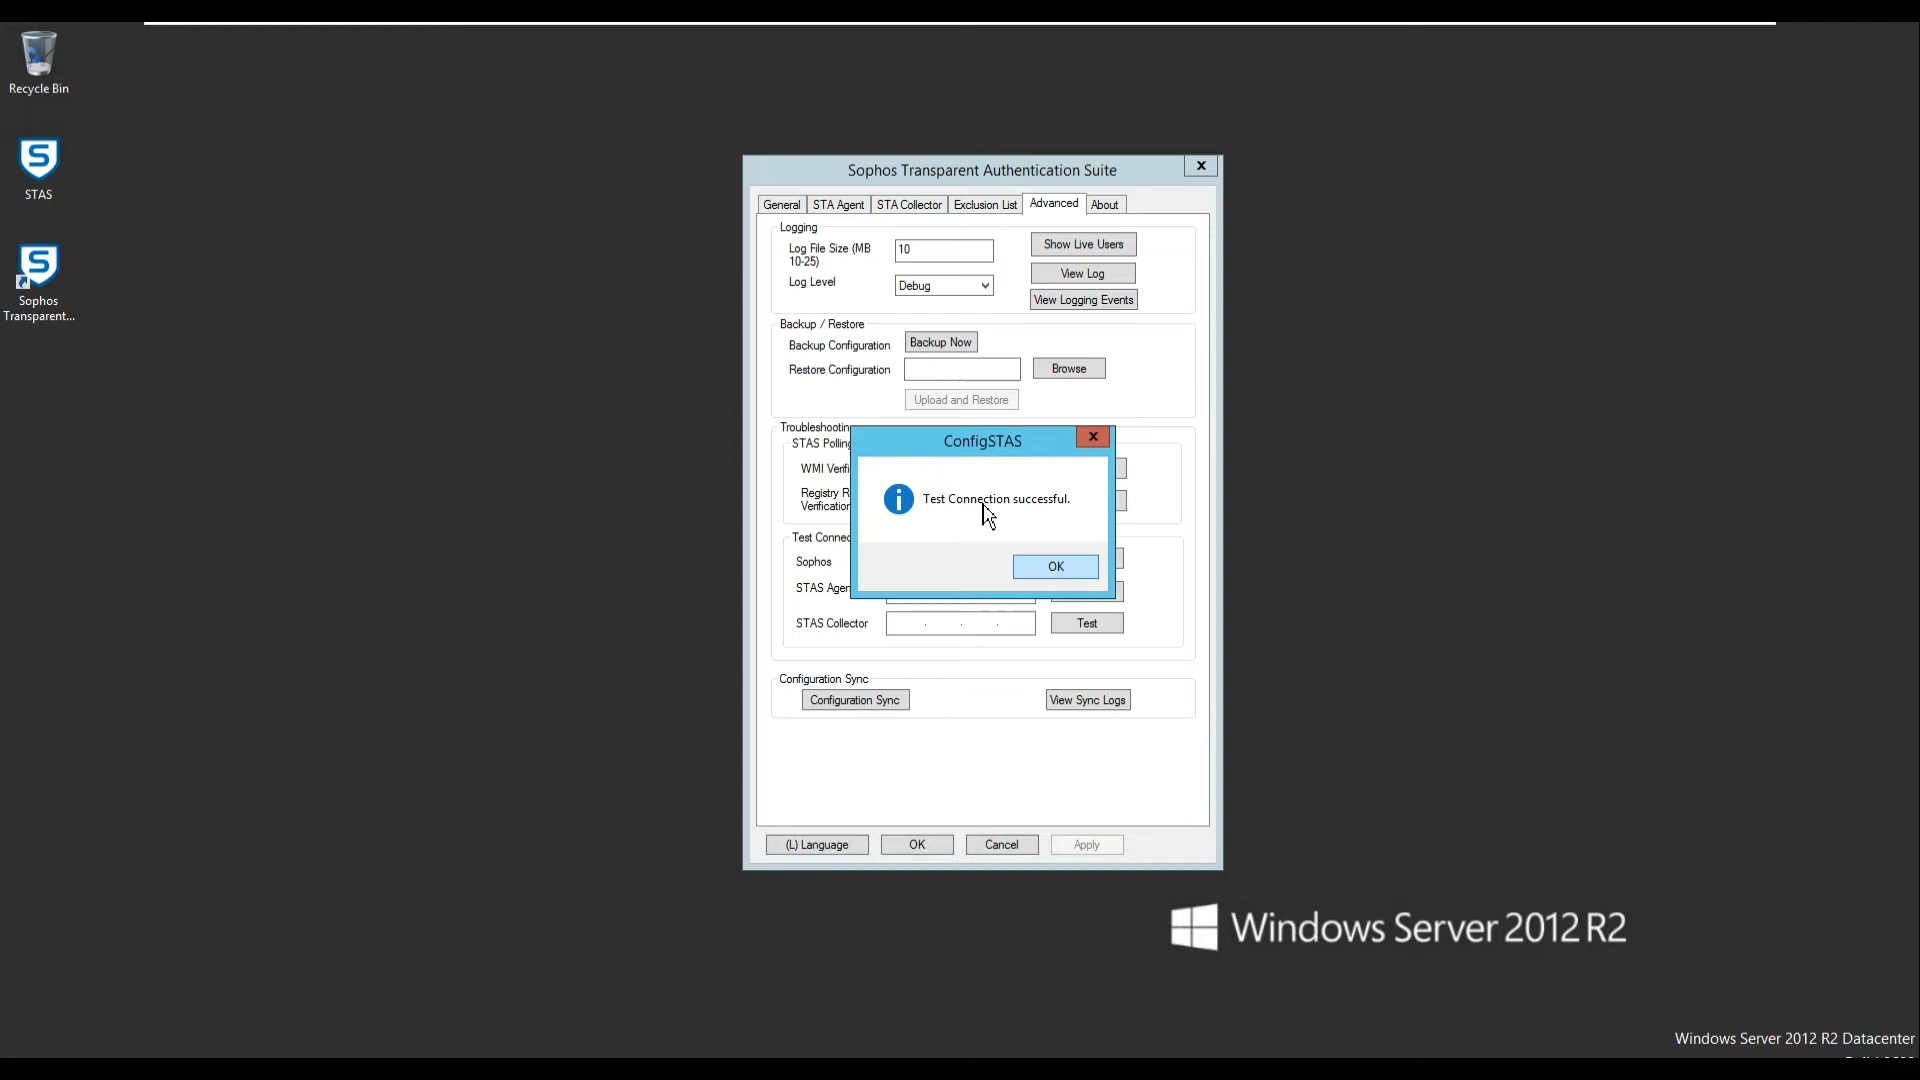 Recycle Bin
STAS
Sophos
Transparent...
Sophos Transparent Authentication Suite
General STA Agent STA Collector Exclusion List Advanced About
Logging
Log File Size (MB
10-25)
10
Show Live Users
Log Level
Debug
View Log
View Logging Events
Backup / Restore
Backup Configuration
Backup Now
Restore Configuration
Browse
Upload and Restore
Troubleshootin
STAS Polling
WMI Verifi
Registry R
Verification
ConfigSTAS
Test Connection successful.
OK
Test Connec
Sophos
STAS Agen
STAS Collector
Test
Configuration Sync
Configuration Sync
View Sync Logs
(L) Language
OK
Cancel
Apply
Windows Server 2012 R2
Windows Server 2012 R2 Datacenter